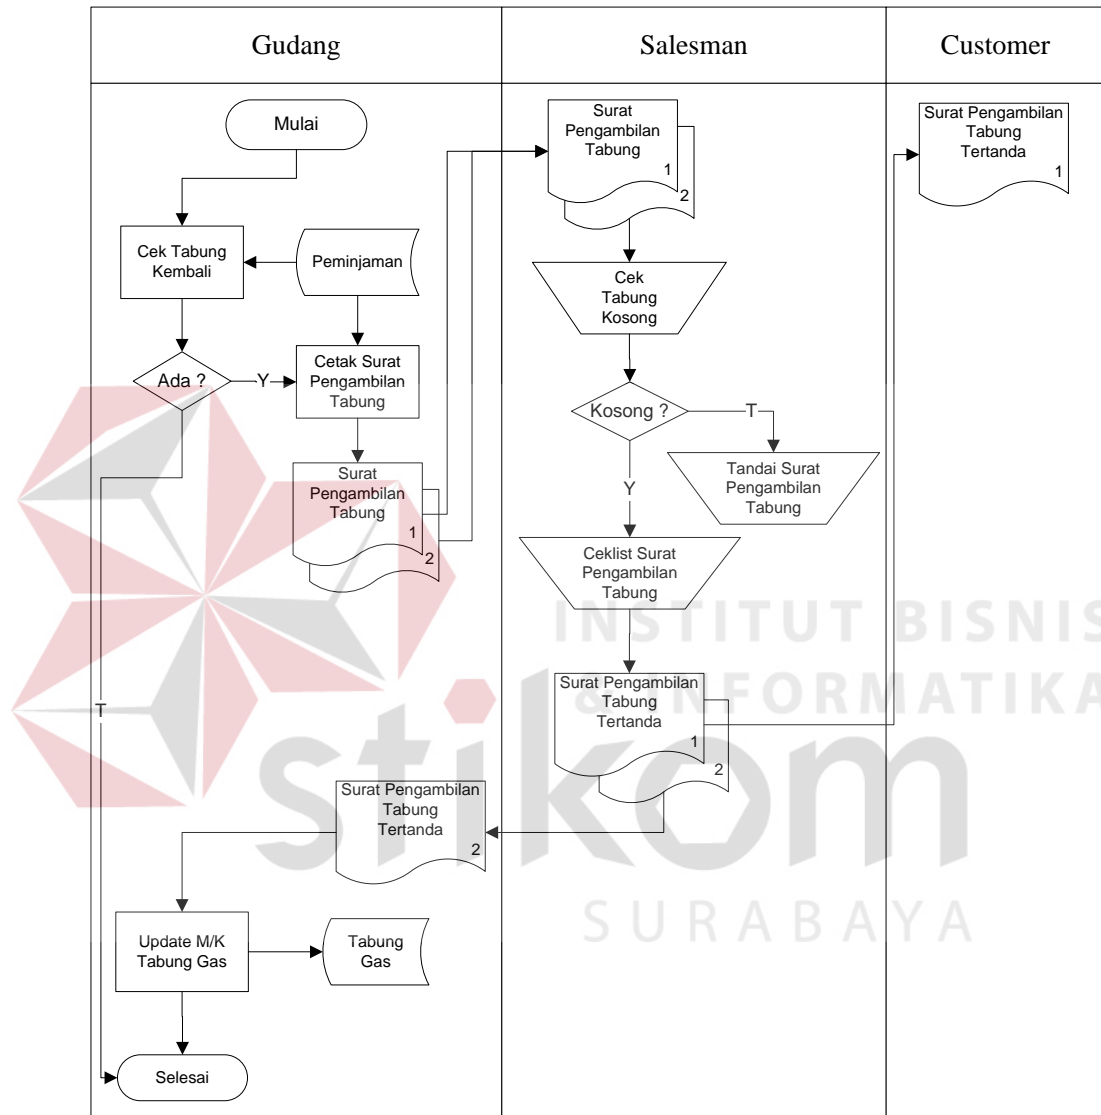 Gudang
Salesman
Customer
Mulai
Cek Tabung
Kembali
Peminjaman
Ada ?
Y
Cetak Surat
Pengambilan
Tabung
Surat
Pengambilan
Tabung
1
2
T
Surat Pengambilan
Tabung
Tertanda
2
Update M/K
Tabung Gas
Tabung
Gas
Selesai
Surat
Pengambilan
Tabung
1
2
Cek
Tabung
Kosong
Kosong ?
T
Tandai Surat
Pengambilan
Tabung
Y
Ceklist Surat
Pengambilan
Tabung
Surat Pengambilan
Tabung
Tertanda
1
2
Surat Pengambilan
Tabung
Tertanda
1
INSTITUT BISNIS
& INFORMATIKA
stikom
SURABAYA